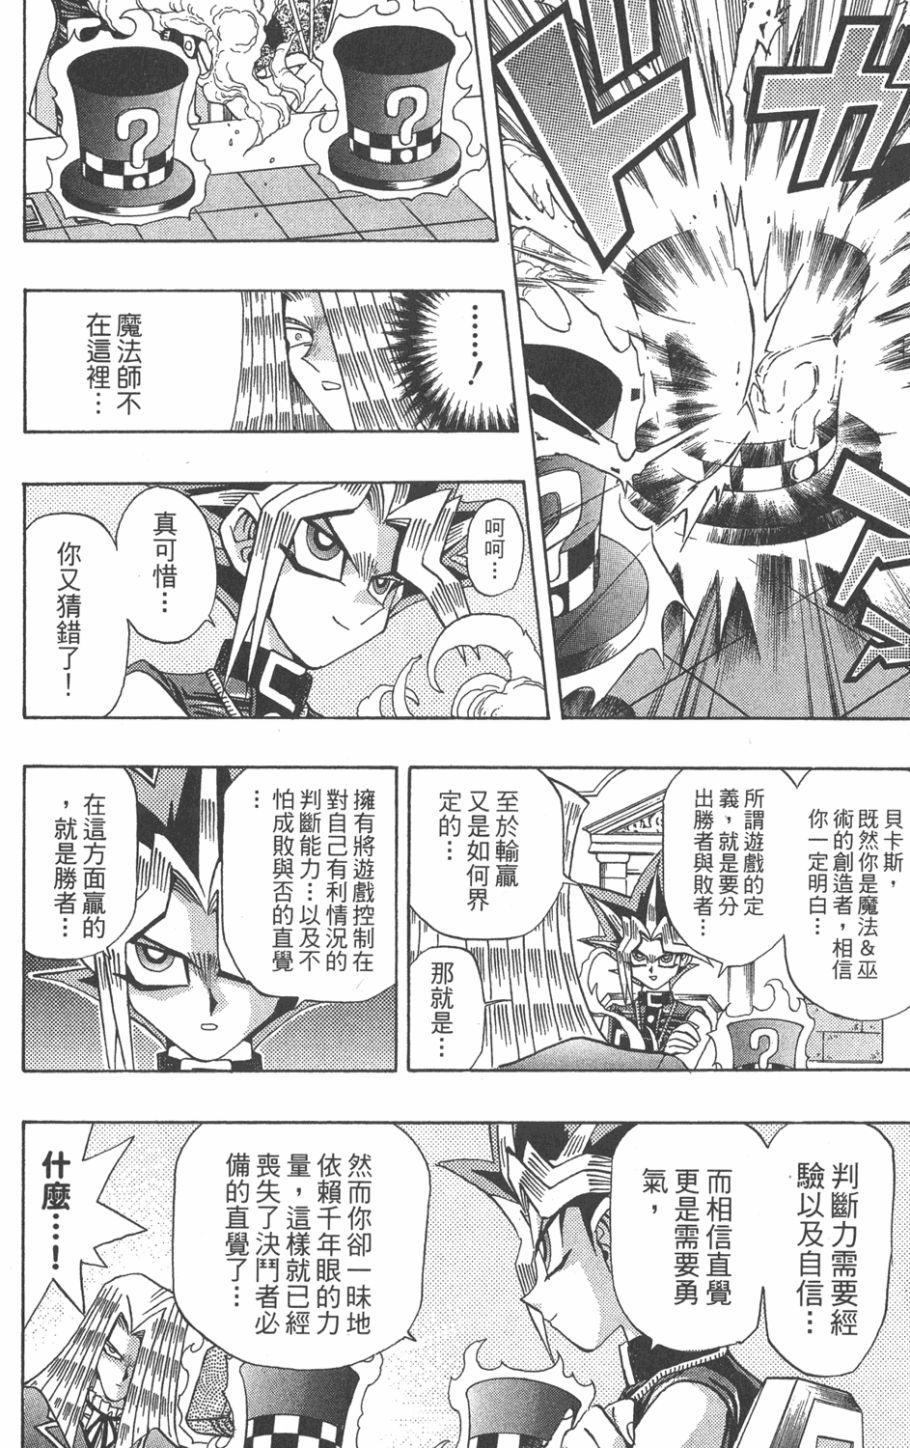 ドガ
……！
魔法師不
在這裡…
呵呵…
真可惜…
你又猜錯了！
貝卡斯，
既然你是魔法&巫
術的創造者，相信
你一定明白…
所謂遊戲的定
義，就是要分
出勝者與敗者…
至於輸贏
又是如何界
定的…
那就是…
擁有將遊戲控制在
對自己有利情況的
判斷能力…以及不
怕成敗與否的直覺
…
在這方面贏的
，就是勝者…
判斷力需要經
驗以及自信…
而相信直覺
更是需要勇
氣，
然而你卻一昧地
依賴千年眼的力
量，這樣就已經
喪失了決鬥者必
備的直覺了…
什麼…！
?
?
?
?
?